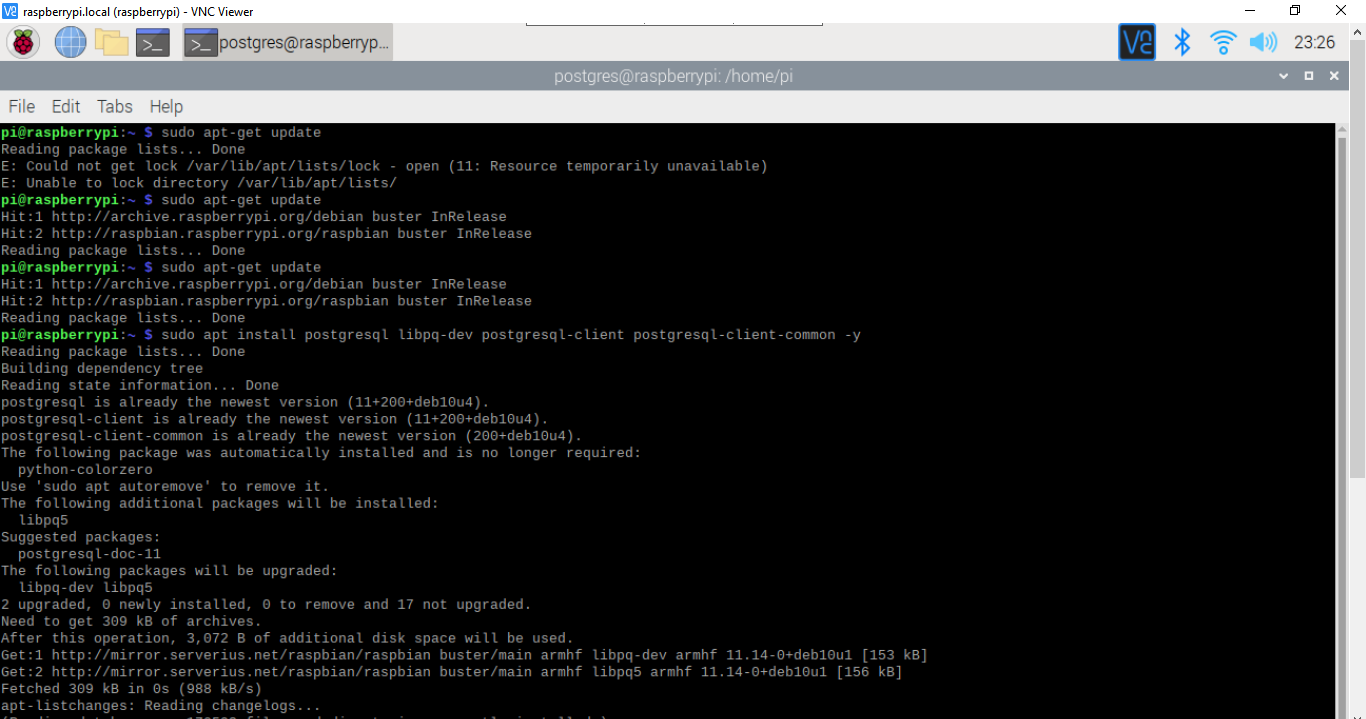 raspberrypi.local (raspberrypi) - VNC Viewer
postgres@raspberryp...
23:26
postgres@raspberrypi: /home/pi
File Edit Tabs Help
pi@raspberrypi:~ $ sudo apt-get update
Reading package lists... Done
E: Could not get lock /var/lib/apt/lists/lock - open (11: Resource temporarily unavailable)
E: Unable to lock directory /var/lib/apt/lists/
pi@raspberrypi:~ $ sudo apt-get update
Hit:1 http://archive.raspberrypi.org/debian buster InRelease
Hit:2 http://raspbian.raspberrypi.org/raspbian buster InRelease
Reading package lists... Done
pi@raspberrypi:~ $ sudo apt-get update
Hit:1 http://archive.raspberrypi.org/debian buster InRelease
Hit:2 http://raspbian.raspberrypi.org/raspbian buster InRelease
Reading package lists... Done
pi@raspberrypi:~ $ sudo apt install postgresql libpq-dev postgresql-client postgresql-client-common -y
Reading package lists... Done
Building dependency tree
Reading state information... Done
postgresql is already the newest version (11+200+deb10u4).
postgresql-client is already the newest version (11+200+deb10u4).
postgresql-client-common is already the newest version (200+deb10u4).
The following package was automatically installed and is no longer required:
  python-colorzero
Use 'sudo apt autoremove' to remove it.
The following additional packages will be installed:
  libpq5
Suggested packages:
  postgresql-doc-11
The following packages will be upgraded:
  libpq-dev libpq5
2 upgraded, 0 newly installed, 0 to remove and 17 not upgraded.
Need to get 309 kB of archives.
After this operation, 3,072 B of additional disk space will be used.
Get:1 http://mirror.serverius.net/raspbian/raspbian buster/main armhf libpq-dev armhf 11.14-0+deb10u1 [153 kB]
Get:2 http://mirror.serverius.net/raspbian/raspbian buster/main armhf libpq5 armhf 11.14-0+deb10u1 [156 kB]
Fetched 309 kB in 0s (988 kB/s)
apt-listchanges: Reading changelogs...